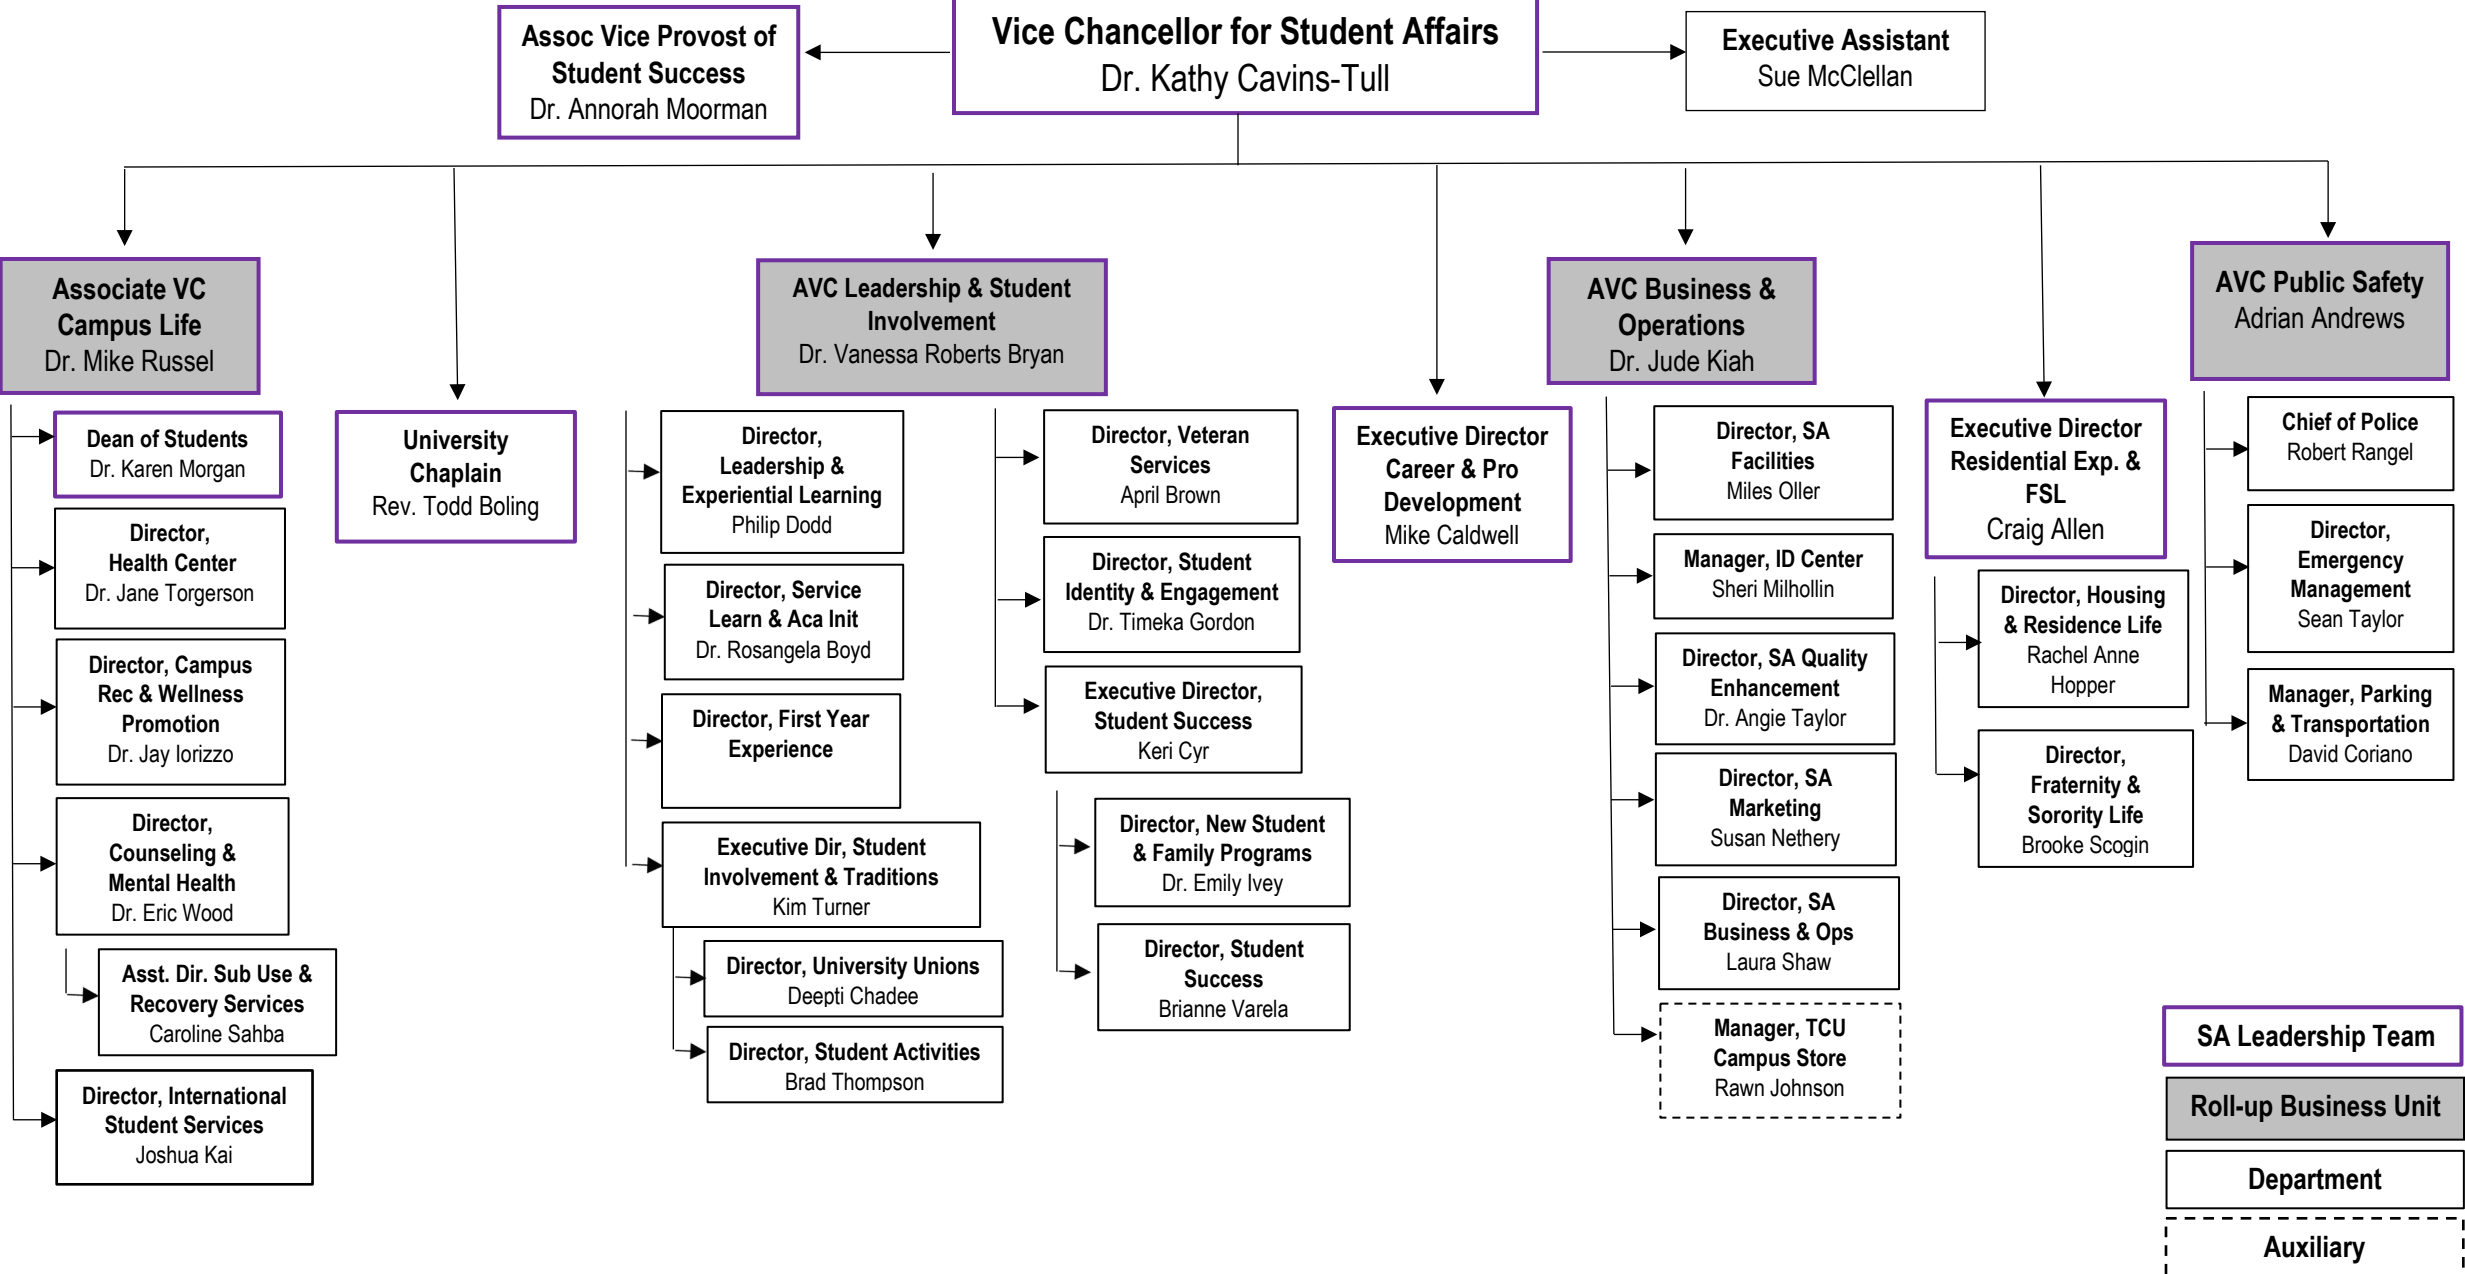 Assoc Vice Provost of
Student Success
Dr. Annorah Moorman
Vice Chancellor for Student Affairs
Dr. Kathy Cavins-Tull
Executive Assistant
Sue McClellan
Associate VC
Campus Life
Dr. Mike Russel
Dean of Students
Dr. Karen Morgan
Director,
Health Center
Dr. Jane Torgerson
Director, Campus
Rec & Wellness
Promotion
Dr. Jay Iorizzo
Director,
Counseling &
Mental Health
Dr. Eric Wood
Asst. Dir. Sub Use &
Recovery Services
Caroline Sahba
Director, International
Student Services
Joshua Kai
University
Chaplain
Rev. Todd Boling
AVC Leadership & Student
Involvement
Dr. Vanessa Roberts Bryan
Director,
Leadership &
Experiential Learning
Philip Dodd
Director, Service
Learn & Aca Init
Dr. Rosangela Boyd
Director, First Year
Experience
Executive Dir, Student
Involvement & Traditions
Kim Turner
Director, University Unions
Deepti Chadee
Director, Student Activities
Brad Thompson
Director, Veteran
Services
April Brown
Director, Student
Identity & Engagement
Dr. Timeka Gordon
Executive Director,
Student Success
Keri Cyr
Director, New Student
& Family Programs
Dr. Emily Ivey
Director, Student
Success
Brianne Varela
Executive Director
Career & Pro
Development
Mike Caldwell
AVC Business &
Operations
Dr. Jude Kiah
Director, SA
Facilities
Miles Oller
Manager, ID Center
Sheri Milhollin
Director, SA Quality
Enhancement
Dr. Angie Taylor
Director, SA
Marketing
Susan Nethery
Director, SA
Business & Ops
Laura Shaw
Manager, TCU
Campus Store
Rawn Johnson
Executive Director
Residential Exp. &
FSL
Craig Allen
Director, Housing
& Residence Life
Rachel Anne
Hopper
Director,
Fraternity &
Sorority Life
Brooke Scogin
AVC Public Safety
Adrian Andrews
Chief of Police
Robert Rangel
Director,
Emergency
Management
Sean Taylor
Manager, Parking
& Transportation
David Coriano
SA Leadership Team
Roll-up Business Unit
Department
Auxiliary